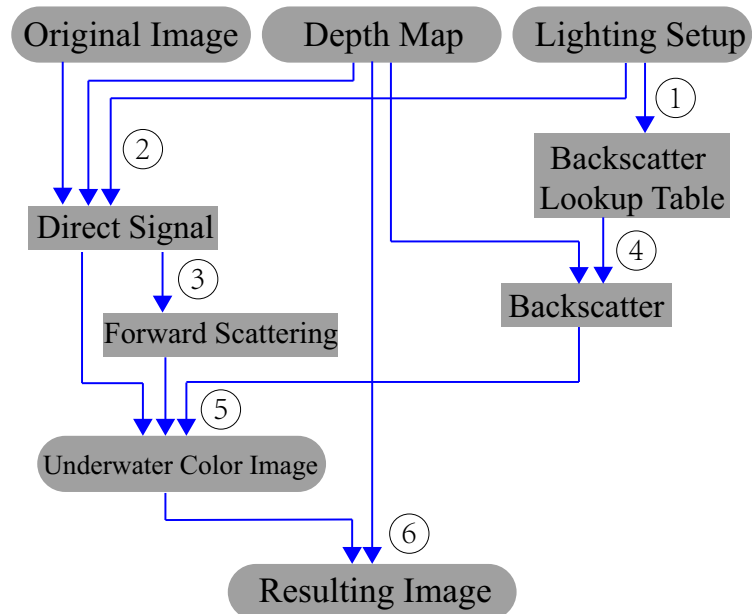 Original Image
Depth Map
Lighting Setup
①
②
Backscatter
Lookup Table
Direct Signal
③
④
Backscatter
Forward Scattering
⑤
Underwater Color Image
⑥
Resulting Image